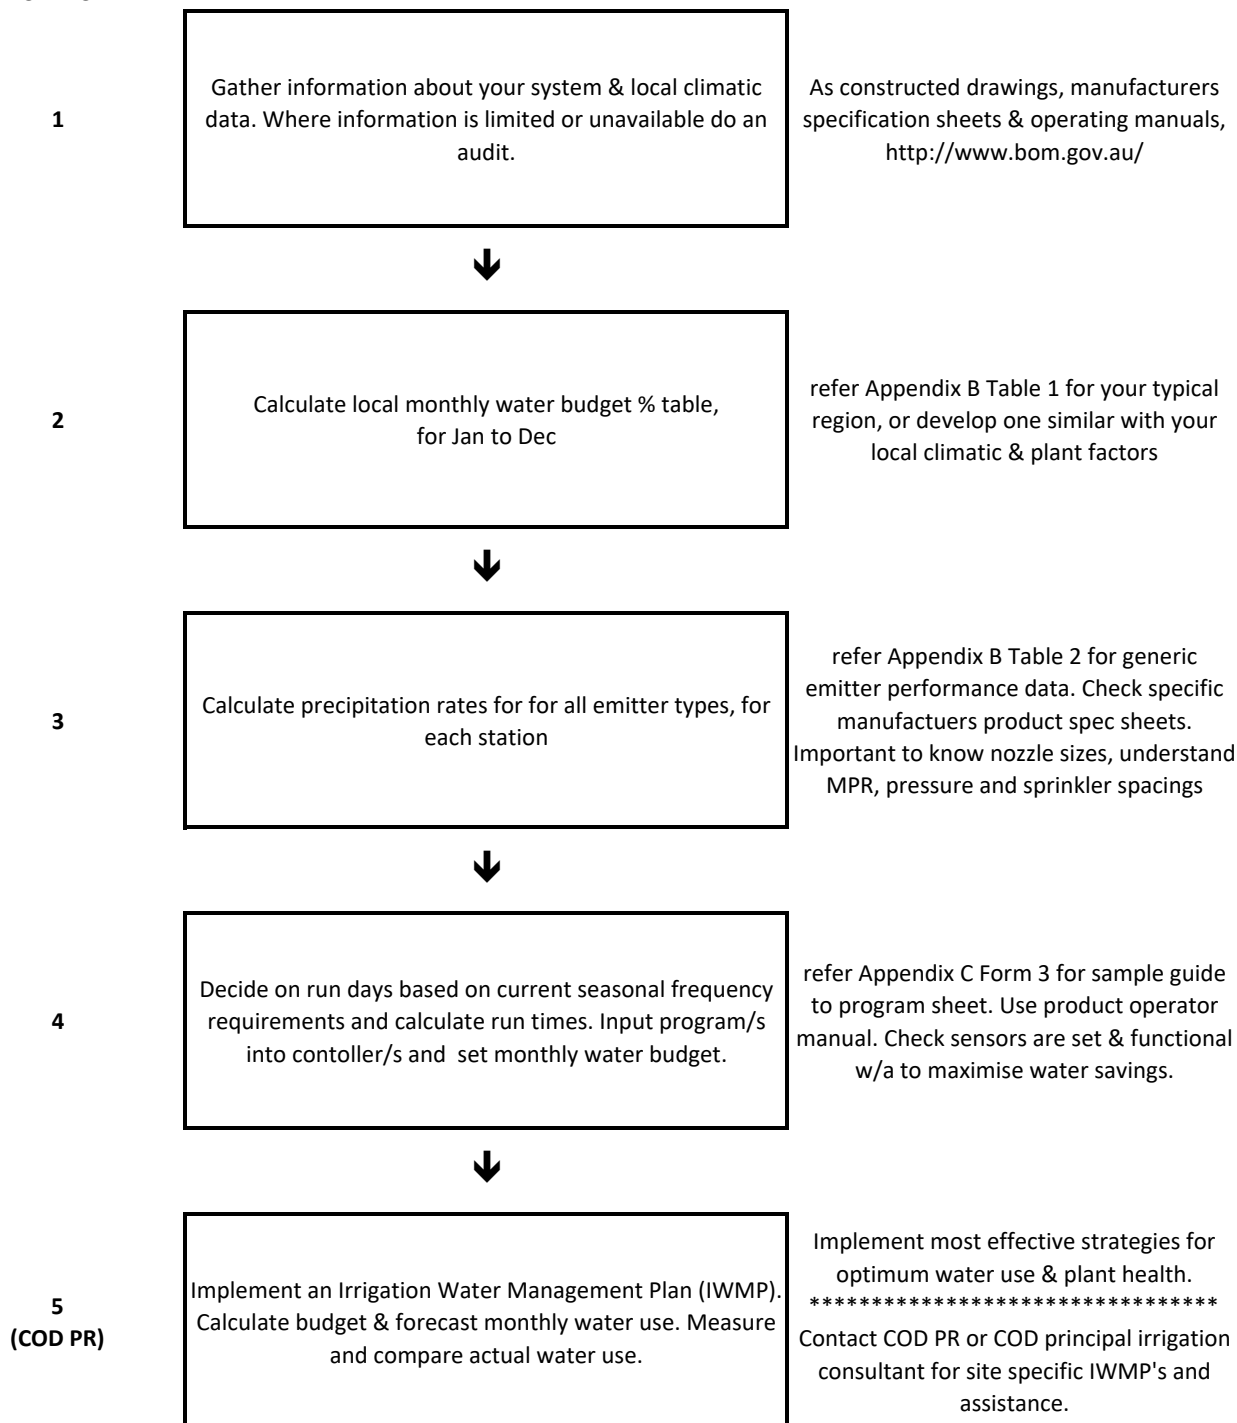 1
Gather information about your system & local climatic
data. Where information is limited or unavailable do an
audit.
As constructed drawings, manufacturers
specification sheets & operating manuals,
http://www.bom.gov.au/
2
Calculate local monthly water budget % table,
for Jan to Dec
refer Appendix B Table 1 for your typical
region, or develop one similar with your
local climatic & plant factors
3
Calculate precipitation rates for for all emitter types, for
each station
refer Appendix B Table 2 for generic
emitter performance data. Check specific
manufactuers product spec sheets.
Important to know nozzle sizes, understand
MPR, pressure and sprinkler spacings
4
Decide on run days based on current seasonal frequency
requirements and calculate run times. Input program/s
into contoller/s and  set monthly water budget.
refer Appendix C Form 3 for sample guide
to program sheet. Use product operator
manual. Check sensors are set & functional
w/a to maximise water savings.
5
(COD PR)
Implement an Irrigation Water Management Plan (IWMP).
Calculate budget & forecast monthly water use. Measure
and compare actual water use.
Implement most effective strategies for
optimum water use & plant health.
*********************************
Contact COD PR or COD principal irrigation
consultant for site specific IWMP's and
assistance.